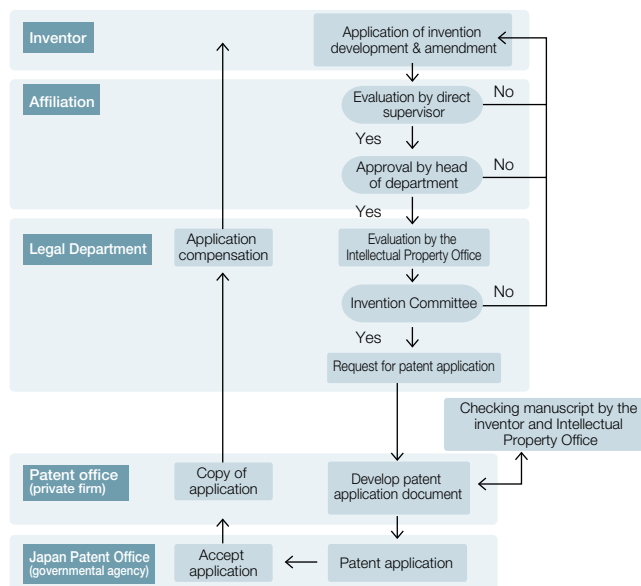 Inventor
Application of invention
development & amendment
Affiliation
Evaluation by direct
supervisor
No
Yes
Approval by head
of department
No
Yes
Legal Department
Application
compensation
Evaluation by the
Intellectual Property Office
Invention Committee
No
Yes
Request for patent application
Checking manuscript by the
inventor and Intellectual
Property Office
Patent office
(private firm)
Copy of
application
Develop patent
application document
Japan Patent Office
(governmental agency)
Accept
application
Patent application